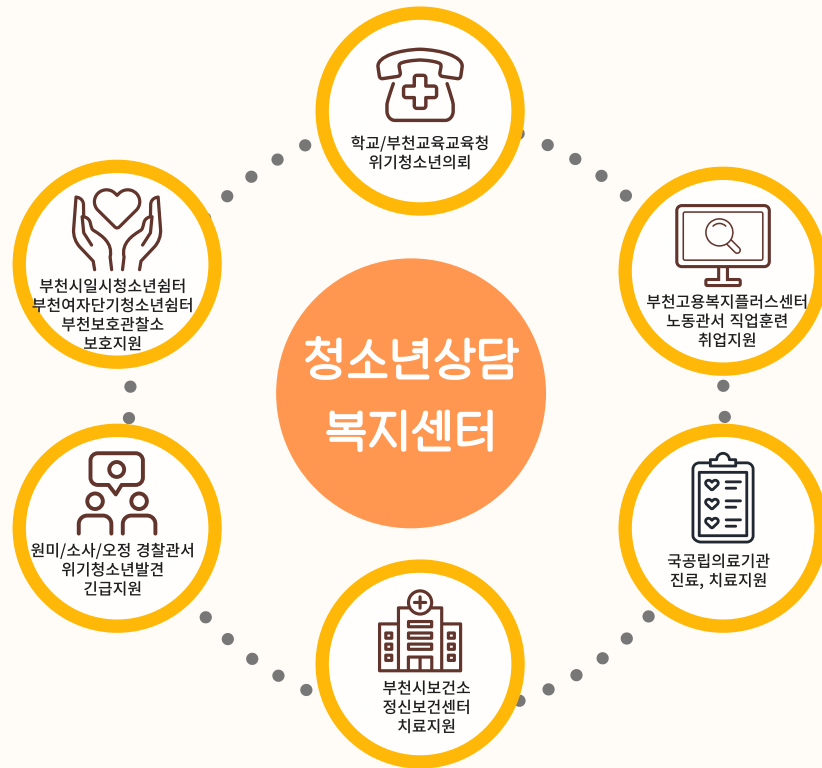 학교/부천교육교육청
위기청소년의뢰
부천시일시청소년쉼터
부천여자단기청소년쉼터
부천보호관찰소
보호지원
부천고용복지플러스센터
노동관서 직업훈련
취업지원
청소년상담
복지센터
원미/소사/오정 경찰관서
위기청소년발견
긴급지원
국공립의료기관
진료, 치료지원
부천시보건소
정신보건센터
치료지원